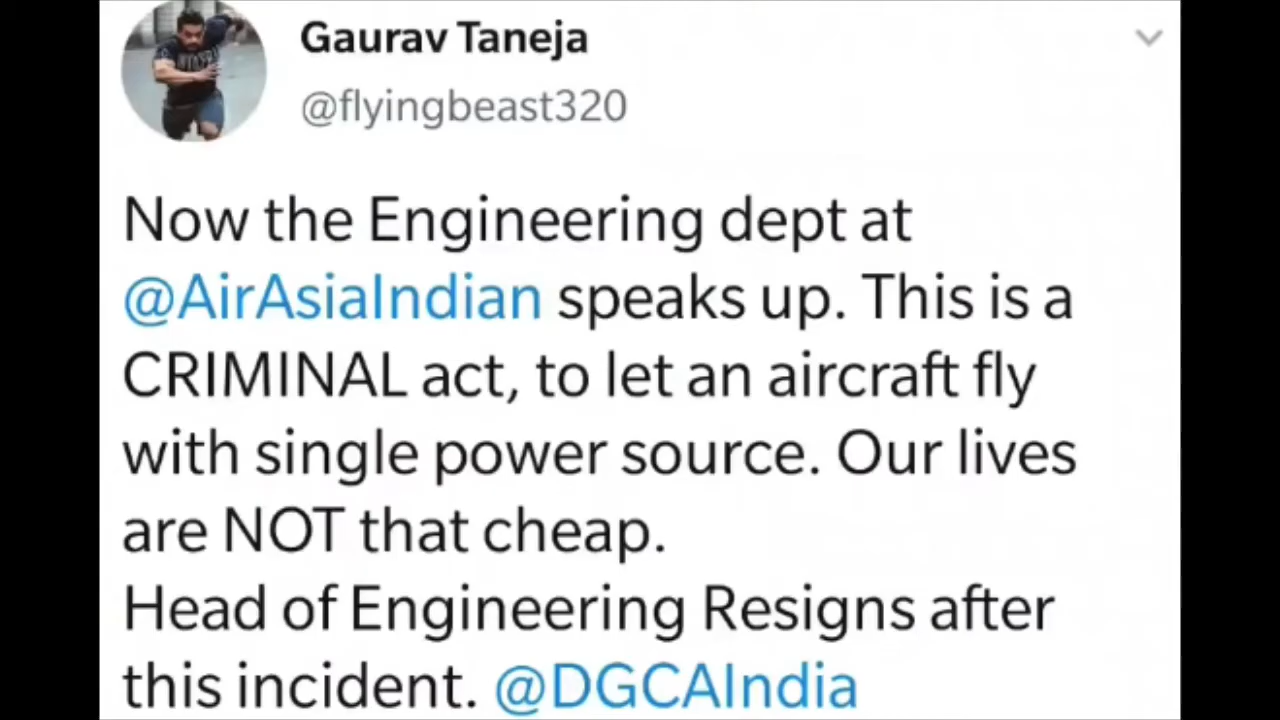 Gaurav Taneja
@flyingbeast320
Now the Engineering dept at
@AirAsiaIndian speaks up. This is a
CRIMINAL act, to let an aircraft fly
with single power source. Our lives
are NOT that cheap.
Head of Engineering Resigns after
this incident. @DGCAIndia